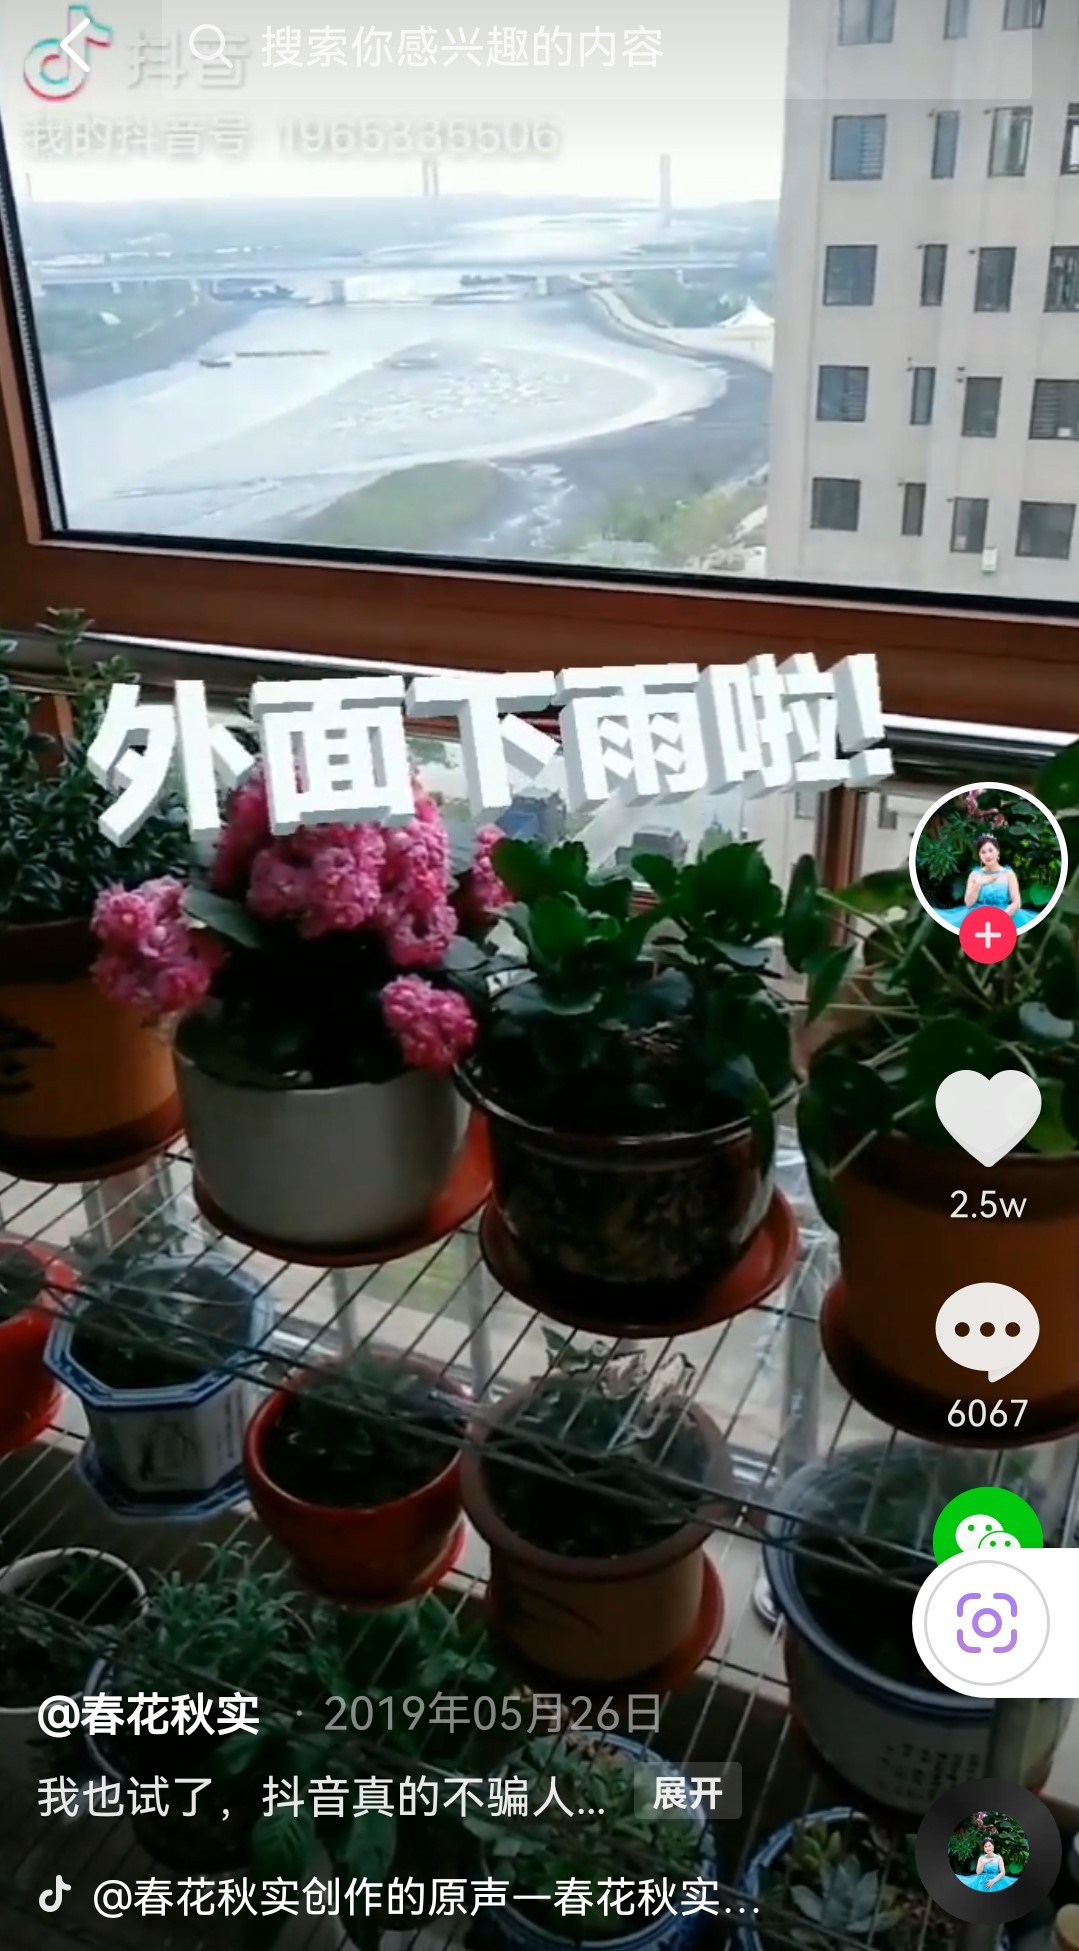 搜索你感兴趣的内容
抖音
我的抖音号 1965335506
外面下雨啦!
2.5w
6067
@春花秋实 · 2019年05月26日
我也试了，抖音真的不骗人... 展开
@春花秋实创作的原声一春花秋实...